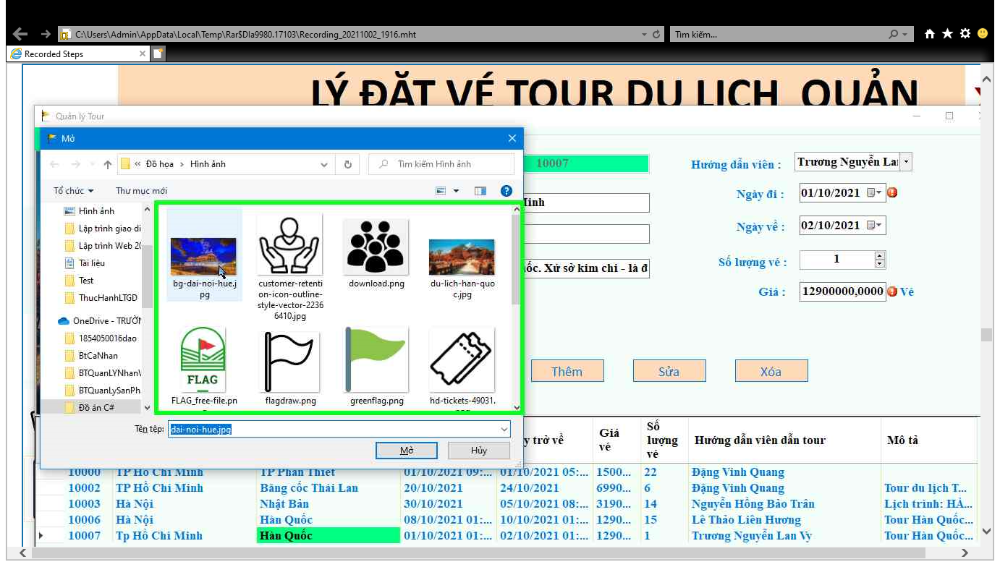 C:\Users\Admin\AppData\Local\Temp\Rar$DIa9980.17103\Recording_20211002_1916.mht
Tìm kiếm...
Recorded Steps
LÝ ĐẶT VÉ TOUR DU LỊCH QUẢN
Quản lý Tour
Mở
« Đồ họa › Hình ảnh
Tìm kiếm Hình ảnh
Tổ chức
Thư mục mới
Hình ảnh
Lập trình giao di
Lập trình Web 20
Tài liệu
Test
ThucHanhLTGD
OneDrive - TRƯỜN
1854050016dao
BtCaNhan
BTQuanLYNhanV
BTQuanLySanPh
Đồ án C#
bg-dai-noi-hue.j
pg
customer-retenti
on-icon-outline-
style-vector-2236
6410.jpg
download.png
du-lich-han-quo
c.jpg
FLAG
FLAG_free-file.pn
flagdraw.png
greenflag.png
hd-tickets-49031.
Tên tệp:
dai-noi-hue.jpg
Mở
Hủy
10007
Minh
ốc. Xứ sở kim chi - là đ
Hướng dẫn viên :
Trương Nguyễn La
Ngày đi :
01/10/2021
Ngày về :
02/10/2021
Số lượng vé :
1
Giá :
12900000,0000
Vé
Thêm
Sửa
Xóa
y trở về
Giá
vé
Số
lượng
vé
Hướng dẫn viên dẫn tour
Mô tả
10000 TP Hồ Chí Minh TP Phan Thiết 01/10/2021 09:... 01/10/2021 05:... 1500... 22 Đặng Vinh Quang
10002 TP Hồ Chí Minh Băng cốc Thái Lan 20/10/2021 24/10/2021 6990... 6 Đặng Vinh Quang Tour du lịch T...
10003 Hà Nội Nhật Bản 30/10/2021 05/10/2021 08:... 3190... 14 Nguyễn Hồng Bảo Trân Lịch trình: HÀ...
10006 Hà Nội Hàn Quốc 08/10/2021 01:... 10/10/2021 01:... 1290... 15 Lê Thảo Liên Hương Tour Hàn Quốc...
10007 Tp Hồ Chí Minh Hàn Quốc 01/10/2021 01:... 02/10/2021 01:... 1290... 1 Trương Nguyễn Lan Vy Tour Hàn Quốc...